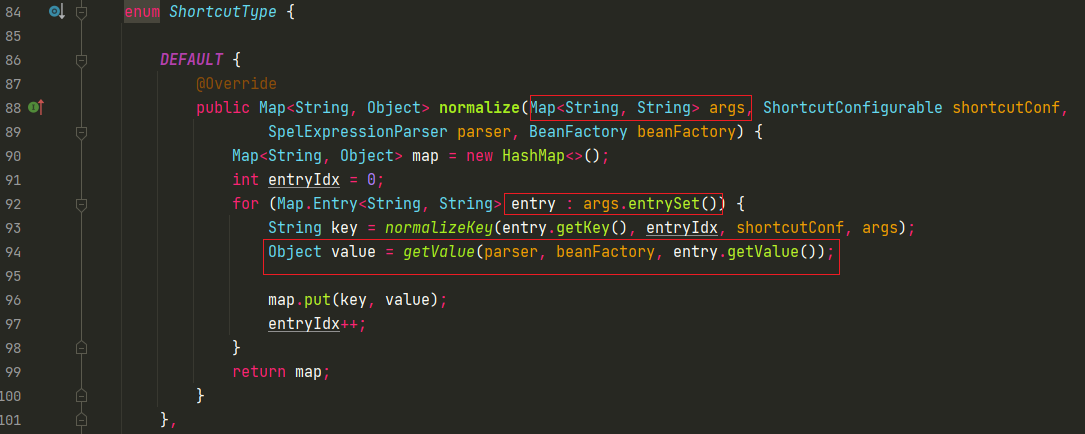 84 enum ShortcutType {
85
86 DEFAULT {
87 @Override
88 public Map<String, Object> normalize(Map<String, String> args, ShortcutConfigurable shortcutConf,
89 SpelExpressionParser parser, BeanFactory beanFactory) {
90 Map<String, Object> map = new HashMap<>();
91 int entryIdx = 0;
92 for (Map.Entry<String, String> entry : args.entrySet()) {
93 String key = normalizeKey(entry.getKey(), entryIdx, shortcutConf, args);
94 Object value = getValue(parser, beanFactory, entry.getValue());
95
96 map.put(key, value);
97 entryIdx++;
98 }
99 return map;
100 }
101 },